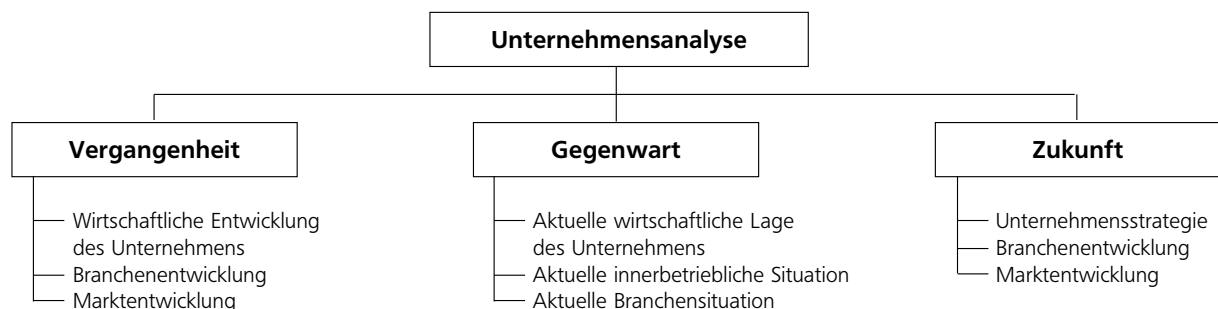 Unternehmensanalyse
Vergangenheit
Wirtschaftliche Entwicklung
des Unternehmens
Branchenentwicklung
Marktentwicklung
Gegenwart
Aktuelle wirtschaftliche Lage
des Unternehmens
Aktuelle innerbetriebliche Situation
Aktuelle Branchensituation
Zukunft
Unternehmensstrategie
Branchenentwicklung
Marktentwicklung